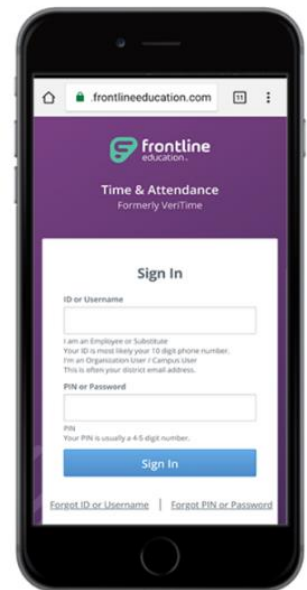 .frontlineeducation.com
11
frontline
education.
Time & Attendance
Formerly VeriTime
Sign In
ID or Username
I am an Employee or Substitute
Your ID is most likely your 10 digit phone number.
I'm an Organization User / Campus User
This is often your district email address.
PIN or Password
PIN
Your PIN is usually a 4-5-digit number.
Sign In
Forgot ID or Username | Forgot PIN or Password